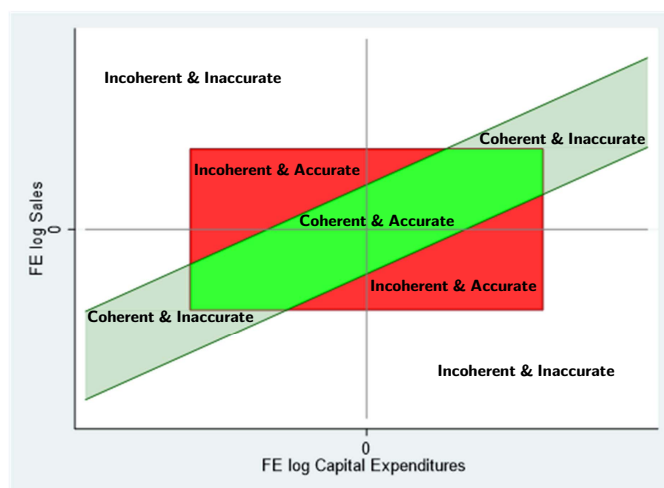 Incoherent & Inaccurate
Coherent & Inaccurate
Incoherent & Accurate
Coherent & Accurate
FE log Sales
0
Incoherent & Accurate
Coherent & Inaccurate
Incoherent & Inaccurate
0
FE log Capital Expenditures